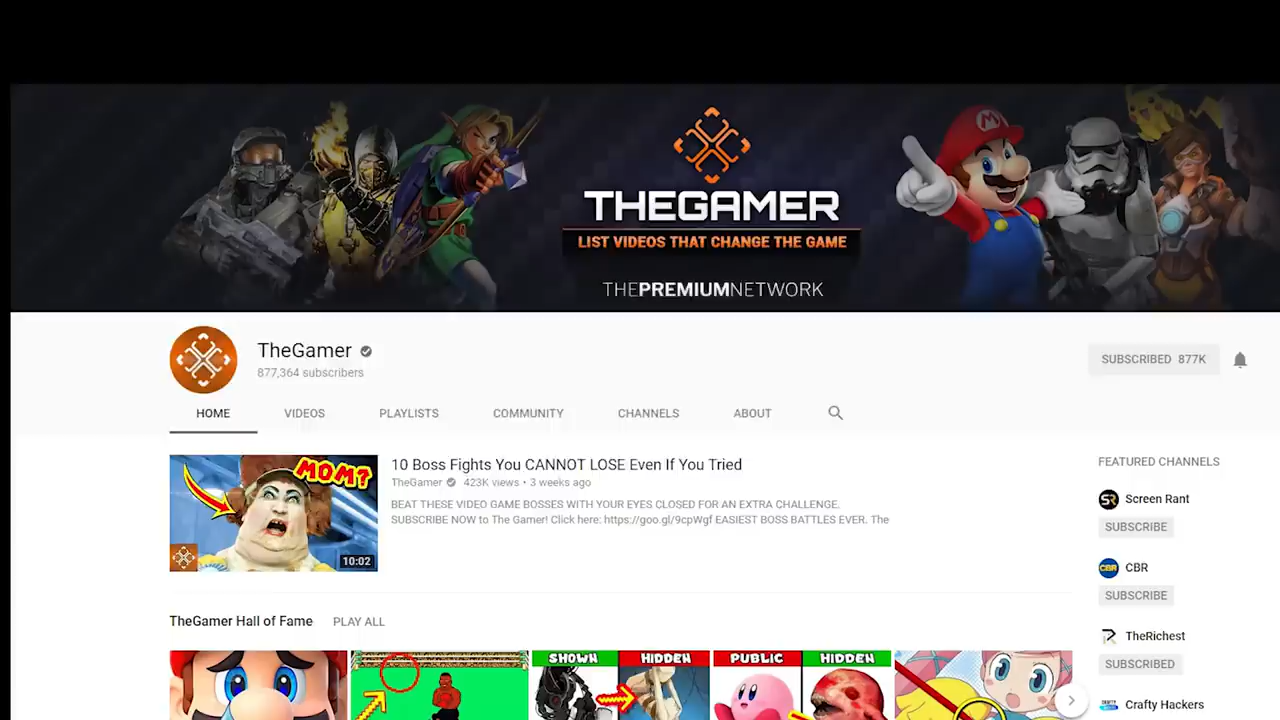 THEGAMER
LIST VIDEOS THAT CHANGE THE GAME
THEPREMIUMNETWORK
TheGamer
877,364 subscribers
SUBSCRIBED 877K
HOME VIDEOS PLAYLISTS COMMUNITY CHANNELS ABOUT
MOM?
10:02
10 Boss Fights You CANNOT LOSE Even If You Tried
TheGamer 423K views • 3 weeks ago
BEAT THESE VIDEO GAME BOSSES WITH YOUR EYES CLOSED FOR AN EXTRA CHALLENGE.
SUBSCRIBE NOW to The Gamer! Click here: https://goo.gl/9cpWgf EASIEST BOSS BATTLES EVER. The
FEATURED CHANNELS
Screen Rant
SUBSCRIBE
CBR
CBR
SUBSCRIBE
TheRichest
SUBSCRIBED
Crafty Hackers
TheGamer Hall of Fame PLAY ALL
SHOWN HIDDEN
PUBLIC HIDDEN